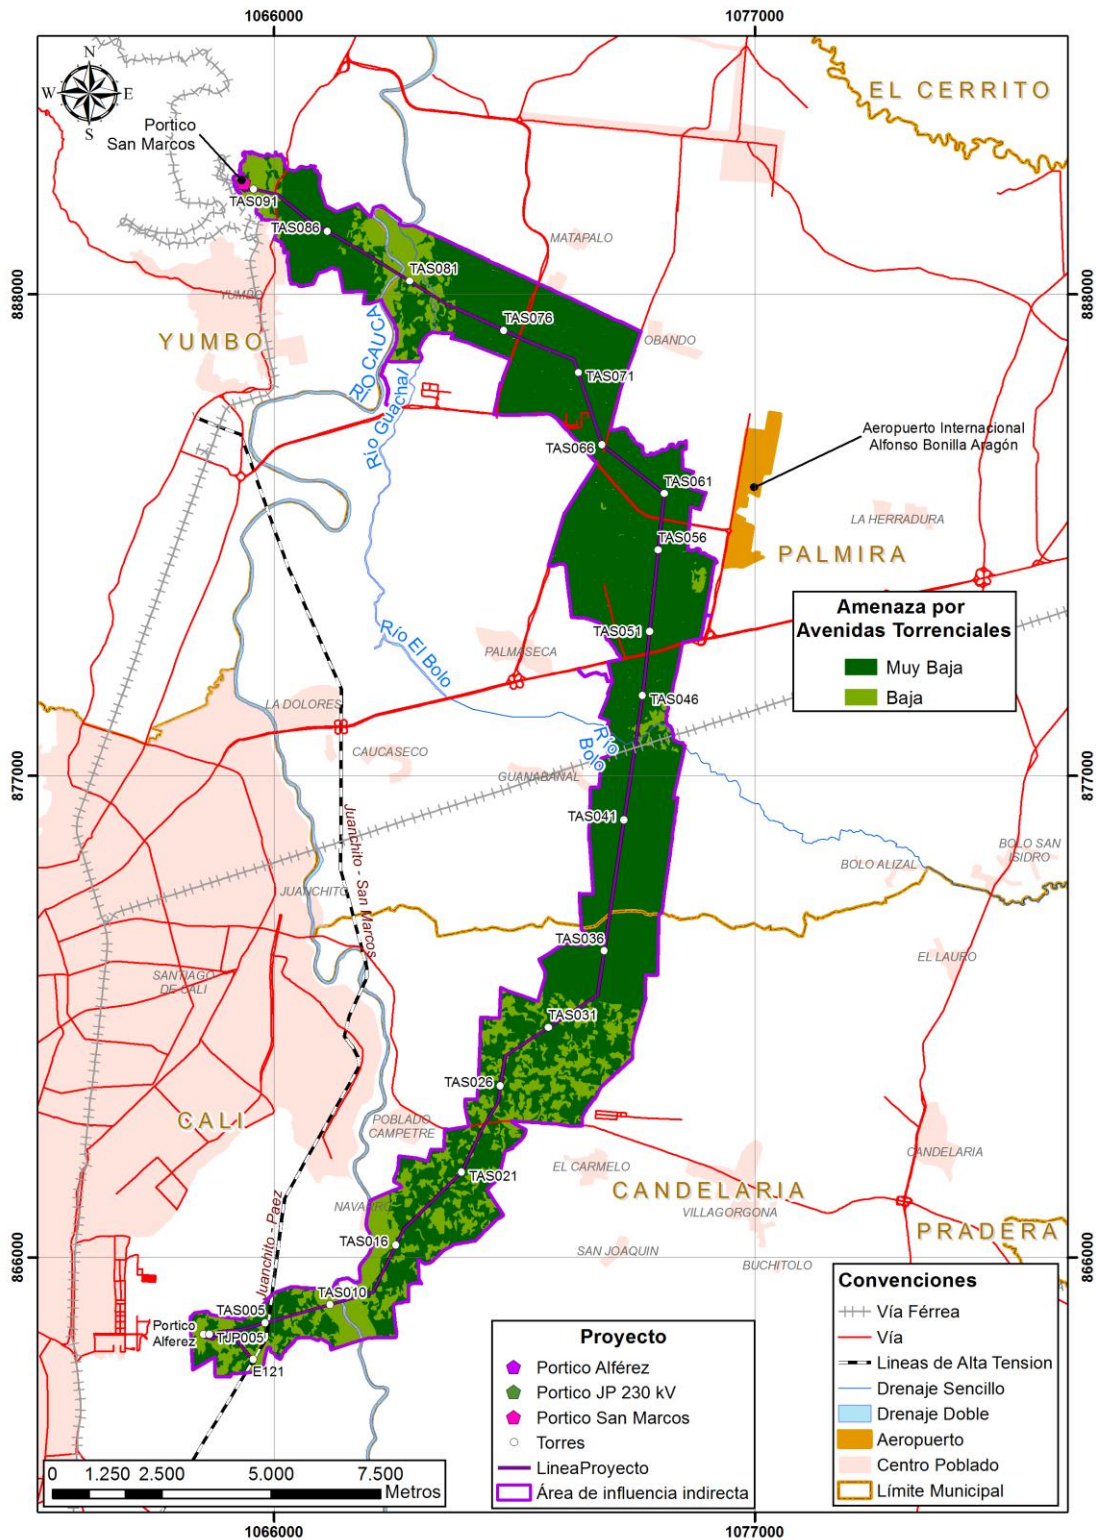 1066000
1077000
N
W
E
S
EL CERRITO
Portico
San Marcos
TAS091
TAS086
MATAPALO
TAS081
888000
888000
YUMBO
TAS076
YUMBO
RÍO CAUCA
OBANDO
Río Guachal
TAS071
Aeropuerto Internacional
Alfonso Bonilla Aragón
TAS066
TAS061
LA HERRADURA
TAS056
PALMIRA
Amenaza por
Avenidas Torrenciales
Muy Baja
Baja
TAS051
Río El Bolo
PALMASECA
TAS046
LA DOLORES
CAUCASECO
Río
Bolo
877000
877000
GUANABANAL
Juanchito - San Marcos
TAS041
BOLO SAN
ISIDRO
BOLO ALIZAL
JUANCHITO
TAS036
EL LAURO
SANTIAGO
DE CALI
TAS031
TAS026
CALI
POBLADO
CAMPETRE
CANDELARIA
EL CARMELO
TAS021
CANDELARIA
NAVARRO
VILLAGORGONA
PRADERA
TAS016
SAN JOAQUIN
866000
866000
BUCHITOLO
Juanchito - Paez
TAS010
TAS005
Portico
Alferez
TJP005
E121
Convenciones
Vía Férrea
Vía
Lineas de Alta Tension
Drenaje Sencillo
Drenaje Doble
Aeropuerto
Centro Poblado
Límite Municipal
Proyecto
Portico Alférez
Portico JP 230 kV
Portico San Marcos
Torres
LineaProyecto
Área de influencia indirecta
0 1.250 2.500 5.000 7.500
Metros
1066000
1077000